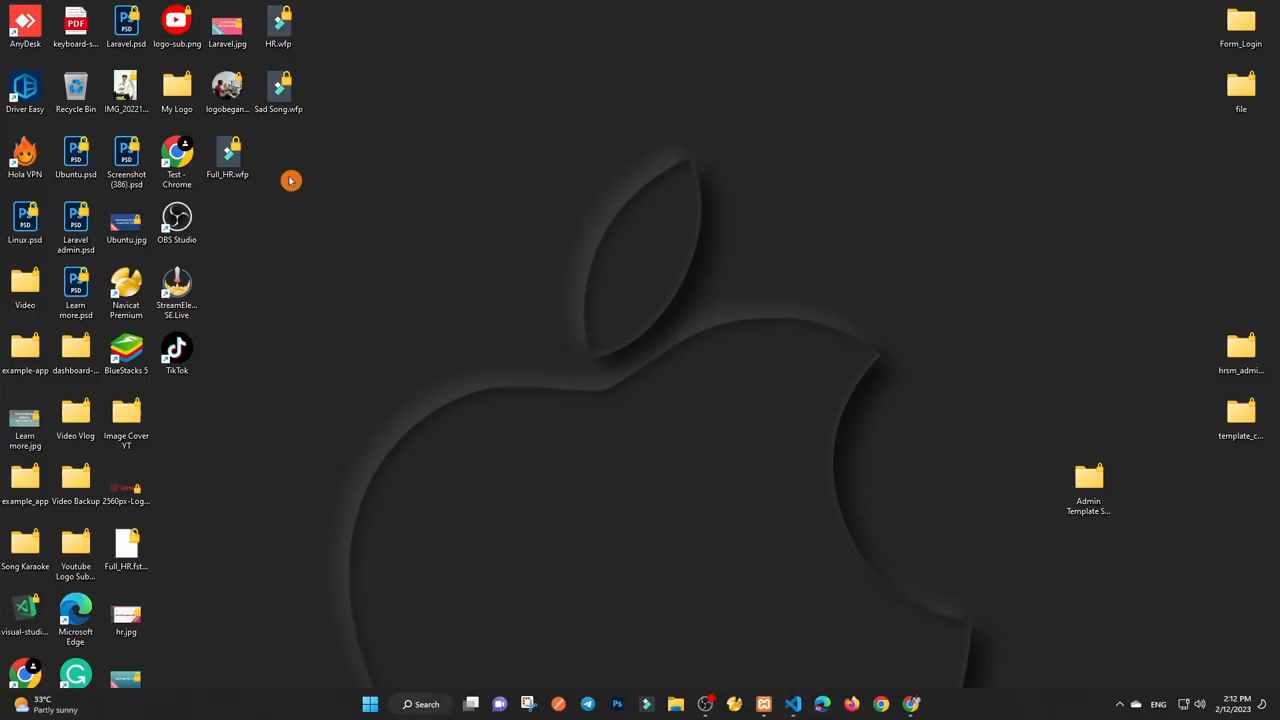 AnyDesk
keyboard-s...
Laravel.psd
logo-sub.png
Laravel.jpg
HR.wfp
Form_Login
Driver Easy
Recycle Bin
IMG_20221...
My Logo
logobegan...
Sad Song.wfp
file
Hola VPN
Ubuntu.psd
Screenshot
(386).psd
Test -
Chrome
Full_HR.wfp
Linux.psd
Laravel
admin.psd
Ubuntu.jpg
OBS Studio
Video
Learn
more.psd
Navicat
Premium
StreamEle...
SE.Live
example-app
dashboard-...
BlueStacks 5
TikTok
hrsm_admi...
Learn
more.jpg
Video Vlog
Image Cover
YT
template_c...
example_app
Video Backup
2560px-Log...
Admin
Template S...
Song Karaoke
Youtube
Logo Sub...
Full_HR.fst...
visual-studi...
Microsoft
Edge
hr.jpg
33°C
Partly sunny
Search
ENG
2:12 PM
2/12/2023